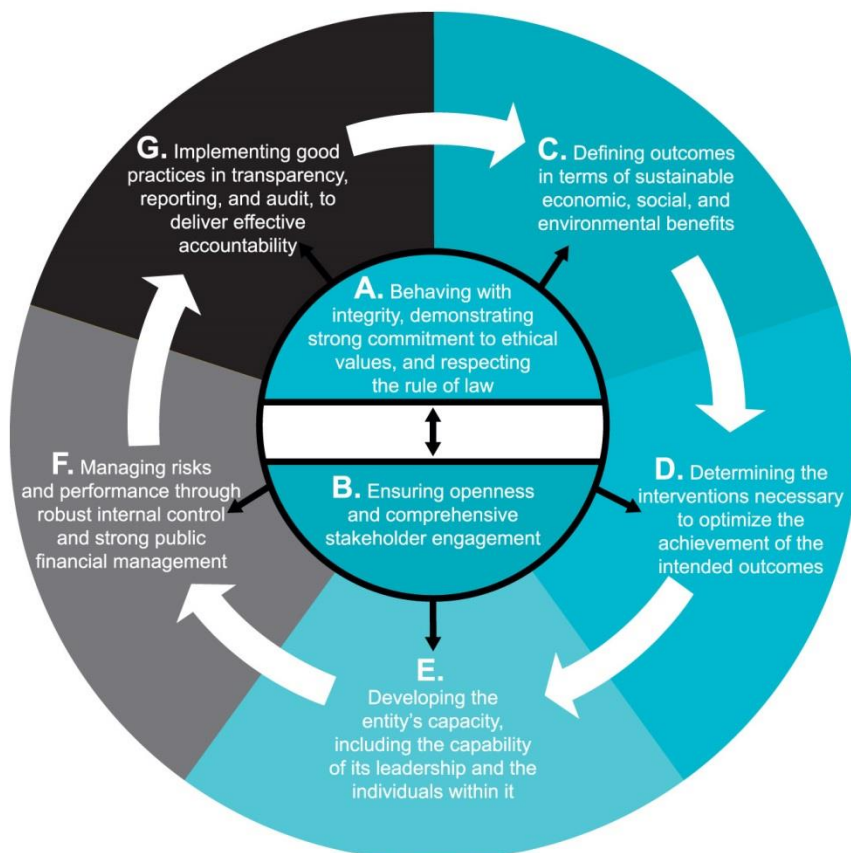 A. Behaving with
integrity, demonstrating
strong commitment to ethical
values, and respecting
the rule of law
B. Ensuring openness
and comprehensive
stakeholder engagement
C. Defining outcomes
in terms of sustainable
economic, social, and
environmental benefits
D. Determining the
interventions necessary
to optimize the
achievement of the
intended outcomes
E.
Developing the
entity's capacity,
including the capability
of its leadership and the
individuals within it
F. Managing risks
and performance through
robust internal control
and strong public
financial management
G. Implementing good
practices in transparency,
reporting, and audit, to
deliver effective
accountability